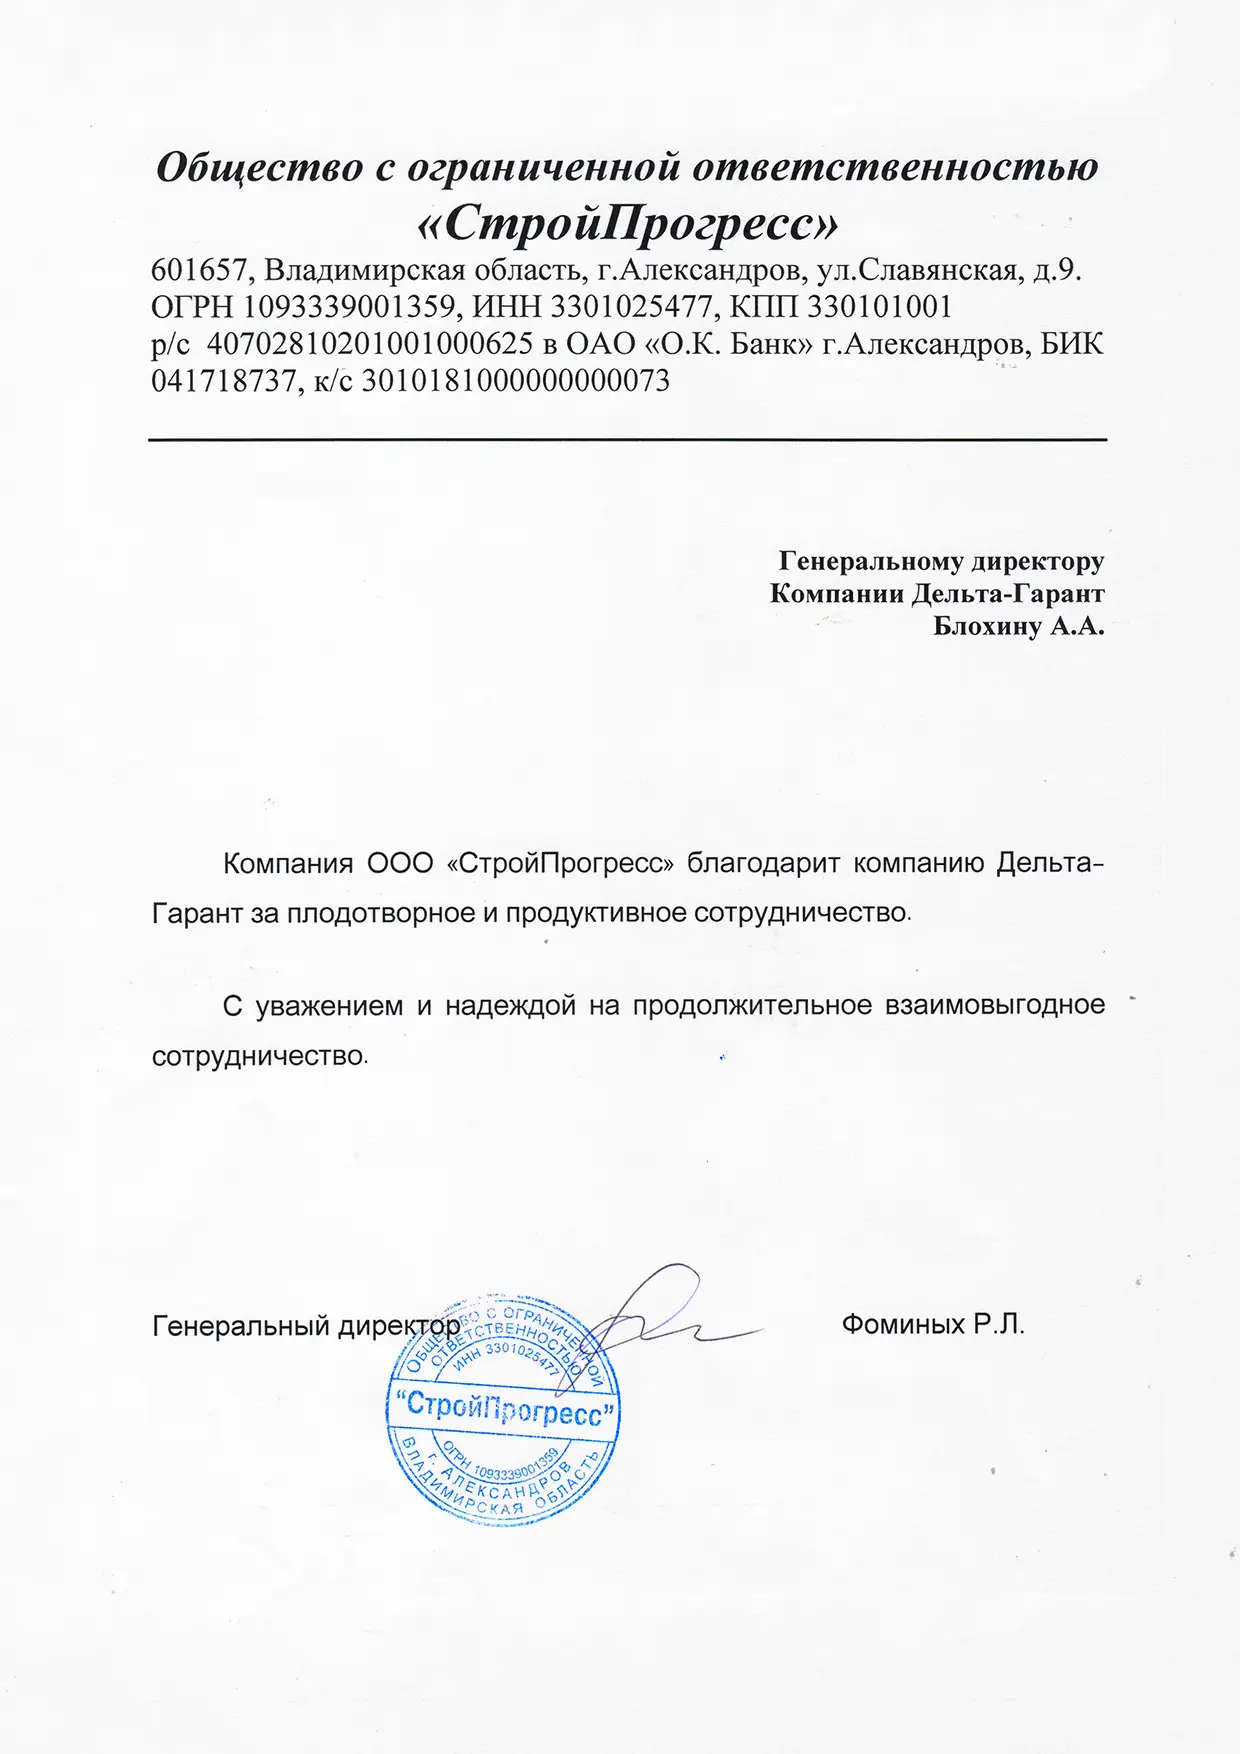 Общество с ограниченной ответственностью
«СтройПрогресс»
601657, Владимирская область, г.Александров, ул.Славянская, д.9.
ОГРН 1093339001359, ИНН 3301025477, КПП 330101001
р/с 40702810201001000625 в ОАО «О.К. Банк» г.Александров, БИК
041718737, к/с 3010181000000000073
Генеральному директору
Компании Дельта-Гарант
Блохину А.А.
Компания ООО «СтройПрогресс» благодарит компанию Дельта-
Гарант за плодотворное и продуктивное сотрудничество.
С уважением и надеждой на продолжительное взаимовыгодное
сотрудничество.
Генеральный директор
Фоминых Р.Л.
ОБЩЕСТВО С ОГРАНИЧЕННОЙ
ОТВЕТСТВЕННОСТЬЮ
ИНН 3301025477
"СтройПрогресс"
ОГРН 1093339001359
г. АЛЕКСАНДРОВ
ВЛАДИМИРСКАЯ ОБЛАСТЬ